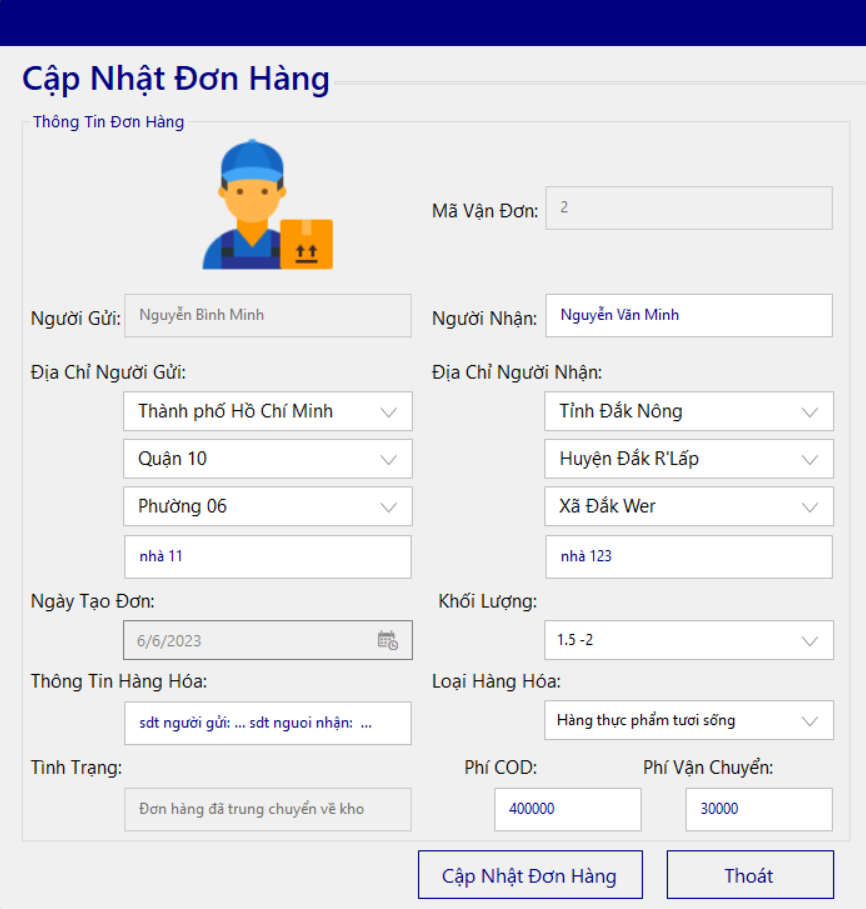 Cập Nhật Đơn Hàng
Thông Tin Đơn Hàng
Mã Vận Đơn: 2
Người Gửi: Nguyễn Bình Minh
Người Nhận: Nguyễn Văn Minh
Địa Chỉ Người Gửi:
Địa Chỉ Người Nhận:
Thành phố Hồ Chí Minh
Tỉnh Đắk Nông
Quận 10
Huyện Đắk R'Lấp
Phường 06
Xã Đắk Wer
nhà 11
nhà 123
Ngày Tạo Đơn:
Khối Lượng:
6/6/2023
1.5 -2
Thông Tin Hàng Hóa:
Loại Hàng Hóa:
sdt người gửi: ... sdt nguoi nhận: ...
Hàng thực phẩm tươi sống
Tình Trạng:
Phí COD:
Phí Vận Chuyển:
Đơn hàng đã trung chuyển về kho
400000
30000
Cập Nhật Đơn Hàng
Thoát